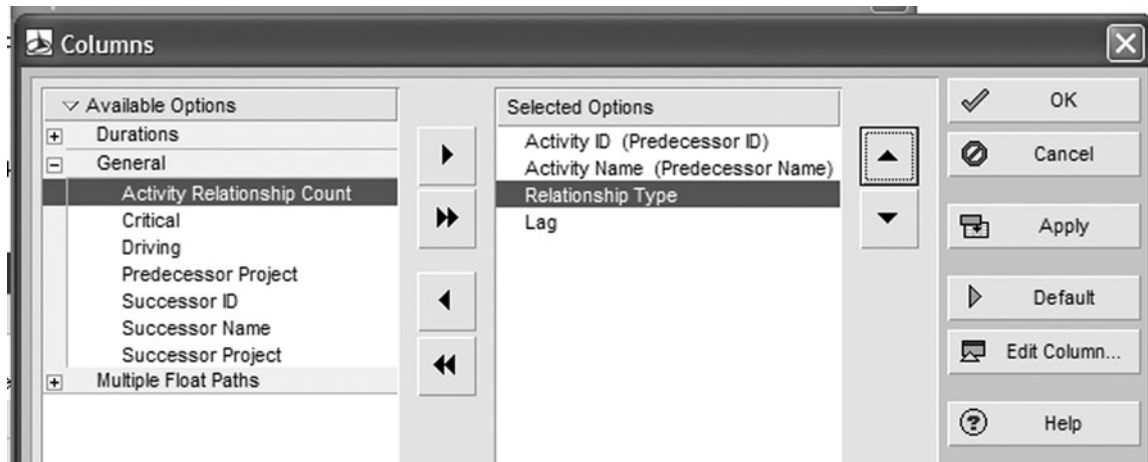 Columns
Available Options
Durations
General
Activity Relationship Count
Critical
Driving
Predecessor Project
Successor ID
Successor Name
Successor Project
Multiple Float Paths
Selected Options
Activity ID (Predecessor ID)
Activity Name (Predecessor Name)
Relationship Type
Lag
OK
Cancel
Apply
Default
Edit Column...
Help